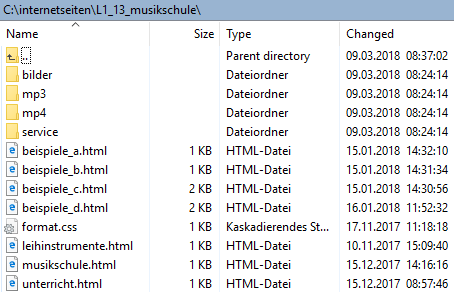 C:\internetseiten\L1_13_musikschule\
Name Size Type Changed
.. Parent directory 09.03.2018 08:37:02
bilder Dateiordner 09.03.2018 08:24:14
mp3 Dateiordner 09.03.2018 08:24:14
mp4 Dateiordner 09.03.2018 08:24:14
service Dateiordner 09.03.2018 08:24:14
beispiele_a.html 1 KB HTML-Datei 15.01.2018 14:32:10
beispiele_b.html 1 KB HTML-Datei 15.01.2018 14:31:34
beispiele_c.html 2 KB HTML-Datei 15.01.2018 14:30:56
beispiele_d.html 2 KB HTML-Datei 16.01.2018 11:52:32
format.css 1 KB Kaskadierendes St... 17.11.2017 11:18:18
leihinstrumente.html 1 KB HTML-Datei 10.11.2017 15:09:40
musikschule.html 1 KB HTML-Datei 15.12.2017 14:16:16
unterricht.html 1 KB HTML-Datei 15.12.2017 08:57:46